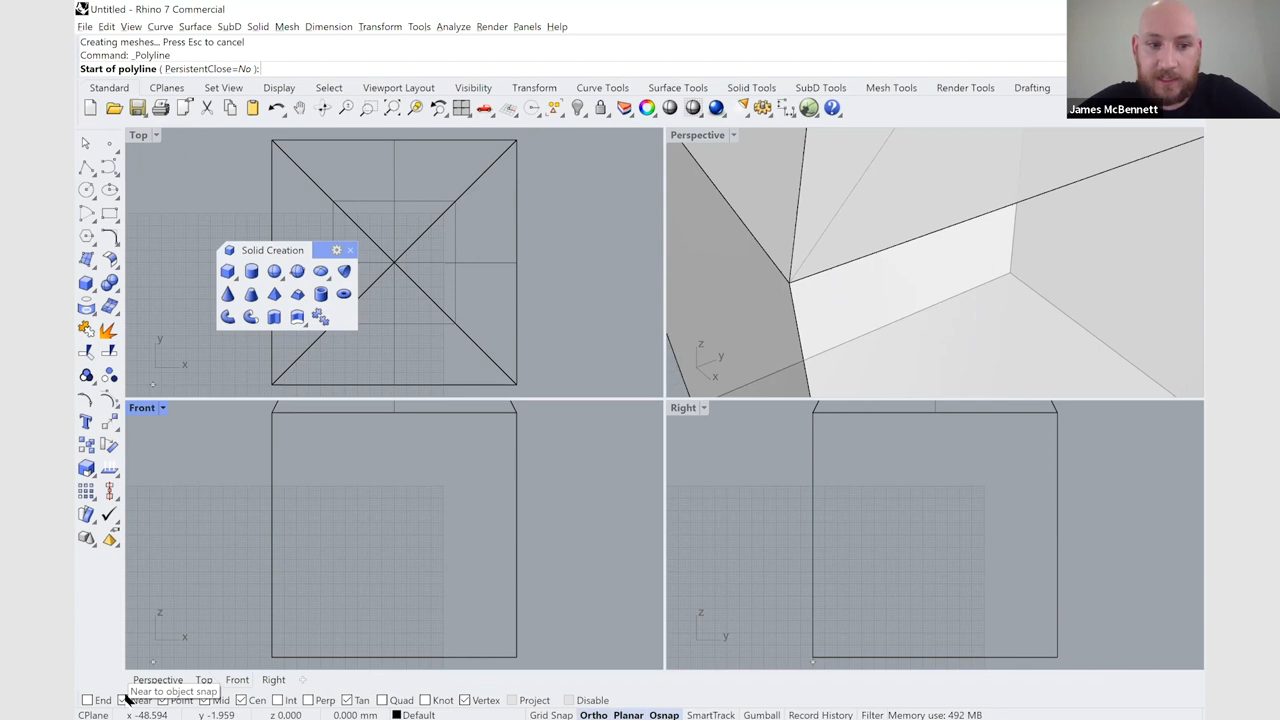 Untitled - Rhino 7 Commercial
File Edit View Curve Surface SubD Solid Mesh Dimension Transform Tools Analyze Render Panels Help
Creating meshes... Press Esc to cancel
Command: _Polyline
Start of polyline ( PersistentClose=No ):
James McBennett
Standard CPlanes Set View Display Select Viewport Layout Visibility Transform Curve Tools Surface Tools Solid Tools SubD Tools Mesh Tools Render Tools Drafting
Top
Perspective
Solid Creation
y
x
z
y
x
Front
Right
z
x
z
y
Perspective Top Front Right
Near to object snap
End Near Point Mid Cen Int Perp Tan Quad Knot Vertex Project Disable
CPlane x -48.594 y -1.959 z 0.000 0.000 mm Default Grid Snap Ortho Planar Osnap SmartTrack Gumball Record History Filter Memory use: 492 MB